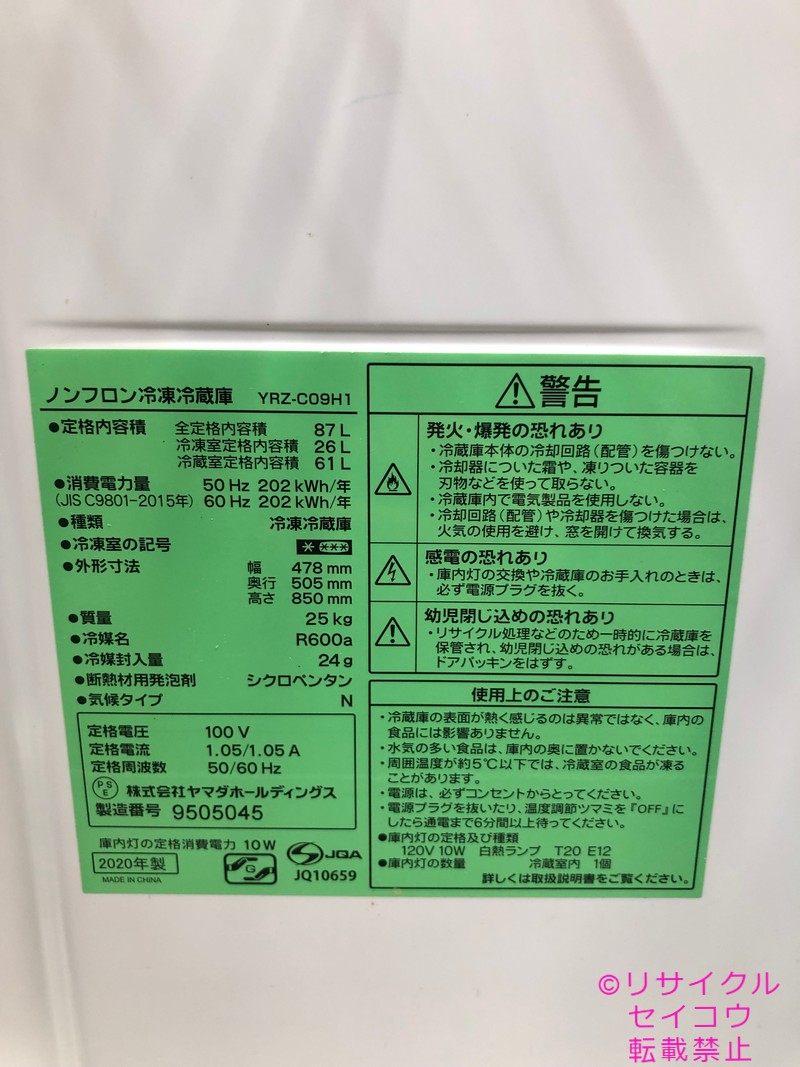 ノンフロン冷凍冷蔵庫 YRZ-C09H1
●定格内容積 全定格内容積 87 L
冷凍室定格内容積 26 L
冷蔵室定格内容積 61 L
●消費電力量 50 Hz 202 kWh/年
(JIS C9801-2015年) 60 Hz 202 kWh/年
●種類 冷凍冷蔵庫
●冷凍室の記号 * ***
●外形寸法 幅 478 mm
奥行 505 mm
高さ 850 mm
●質量 25 kg
●冷媒名 R600a
●冷媒封入量 24 g
●断熱材用発泡剤 シクロペンタン
●気候タイプ N
定格電圧 100 V
定格電流 1.05/1.05 A
定格周波数 50/60 Hz
PSE 株式会社ヤマダホールディングス
製造番号 9505045
庫内灯の定格消費電力 10 W
2020年製
MADE IN CHINA
G
JQA
JQ10659
警告
発火・爆発の恐れあり
・冷蔵庫本体の冷却回路(配管)を傷つけない。
・冷却器についた霜や、凍りついた容器を
刃物などを使って取らない。
・冷蔵庫内で電気製品を使用しない。
・冷却回路(配管)や冷却器を傷つけた場合は、
火気の使用を避け、窓を開けて換気する。
感電の恐れあり
・庫内灯の交換や冷蔵庫のお手入れのときは、
必ず電源プラグを抜く。
幼児閉じ込めの恐れあり
・リサイクル処理などのため一時的に冷蔵庫を
保管され、幼児閉じ込めの恐れがある場合は、
ドアパッキンをはずす。
使用上のご注意
・冷蔵庫の表面が熱く感じるのは異常ではなく、庫内の
食品には影響ありません。
・水気の多い食品は、庫内の奥に置かないでください。
・周囲温度が約5℃以下では、冷蔵室の食品が凍る
ことがあります。
・電源は、必ずコンセントからとってください。
・電源プラグを抜いたり、温度調節ツマミを『OFF』に
したら通電まで6分間以上待ってください。
●庫内灯の定格及び種類
120V 10W 白熱ランプ T20 E12
●庫内灯の数量 冷蔵室内 1個
詳しくは取扱説明書をご覧ください。
©リサイクル
セイコウ
転載禁止